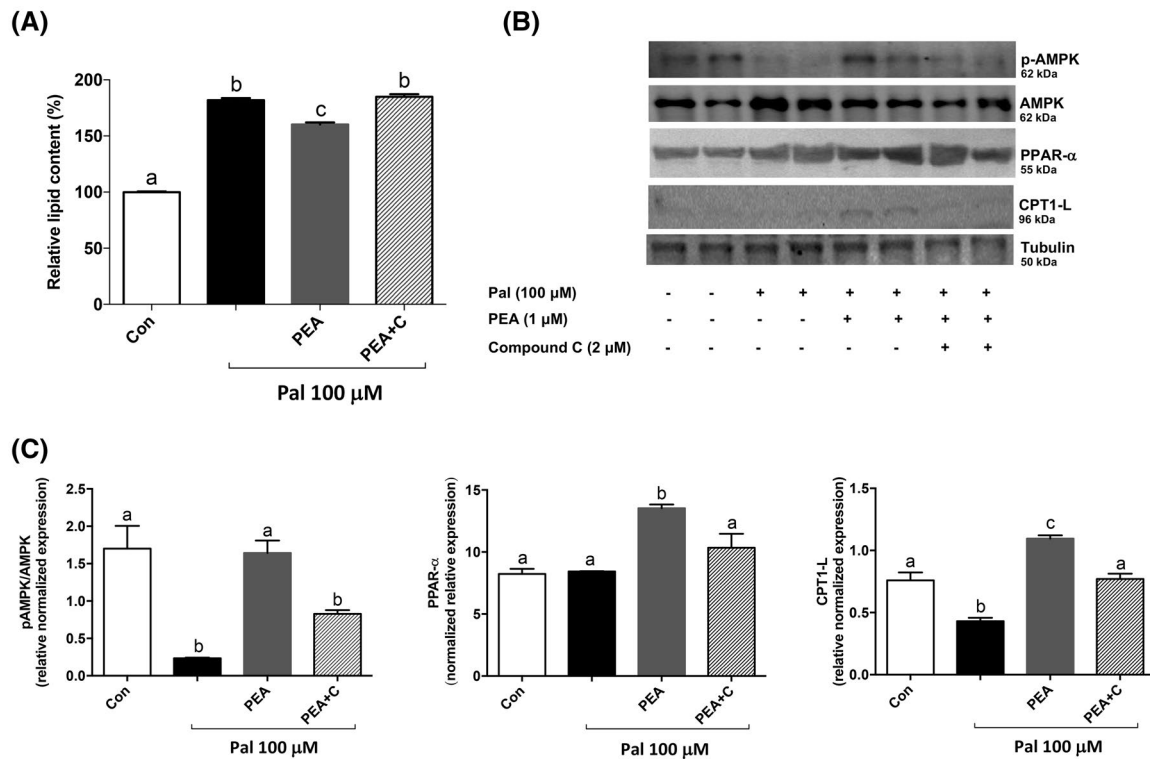 (A)
Relative lipid content (%)
200
150
100
50
0
a
b
c
b
Con
PEA
PEA+C
Pal 100 μM
(B)
p-AMPK
62 kDa
AMPK
62 kDa
PPAR-α
55 kDa
CPT1-L
96 kDa
Tubulin
50 kDa
Pal (100 μM) - - + + + + + +
PEA (1 μM) - - - - + + + +
Compound C (2 μM) - - - - - - + +
(C)
pAMPK/AMPK
(relative normalized expression)
2.5
2.0
1.5
1.0
0.5
0.0
a
b
a
b
Con
PEA
PEA+C
Pal 100 μM
PPAR-α
(normalized relative expression)
15
10
5
0
a
a
b
a
Con
PEA
PEA+C
Pal 100 μM
CPT1-L
(relative normalized expression)
1.5
1.0
0.5
0.0
a
b
c
a
Con
PEA
PEA+C
Pal 100 μM